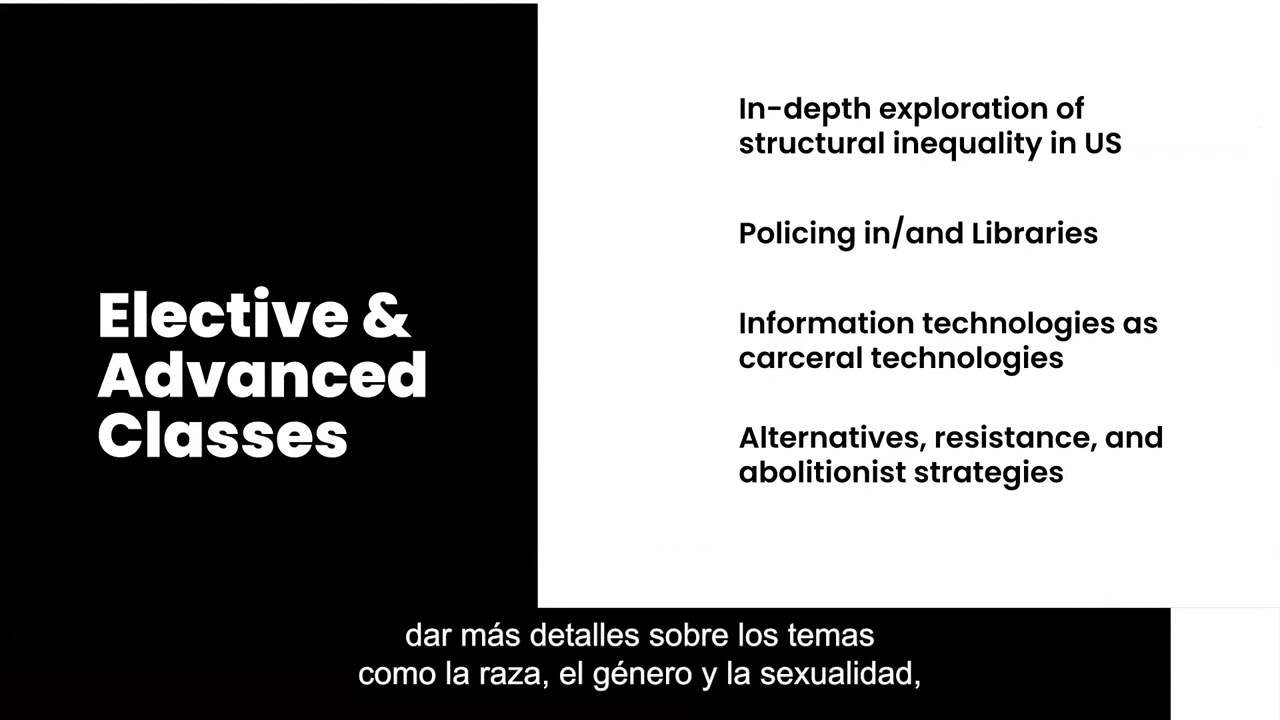 Elective &
Advanced
Classes
In-depth exploration of
structural inequality in US
Policing in/and Libraries
Information technologies as
carceral technologies
Alternatives, resistance, and
abolitionist strategies
dar más detalles sobre los temas
como la raza, el género y la sexualidad,